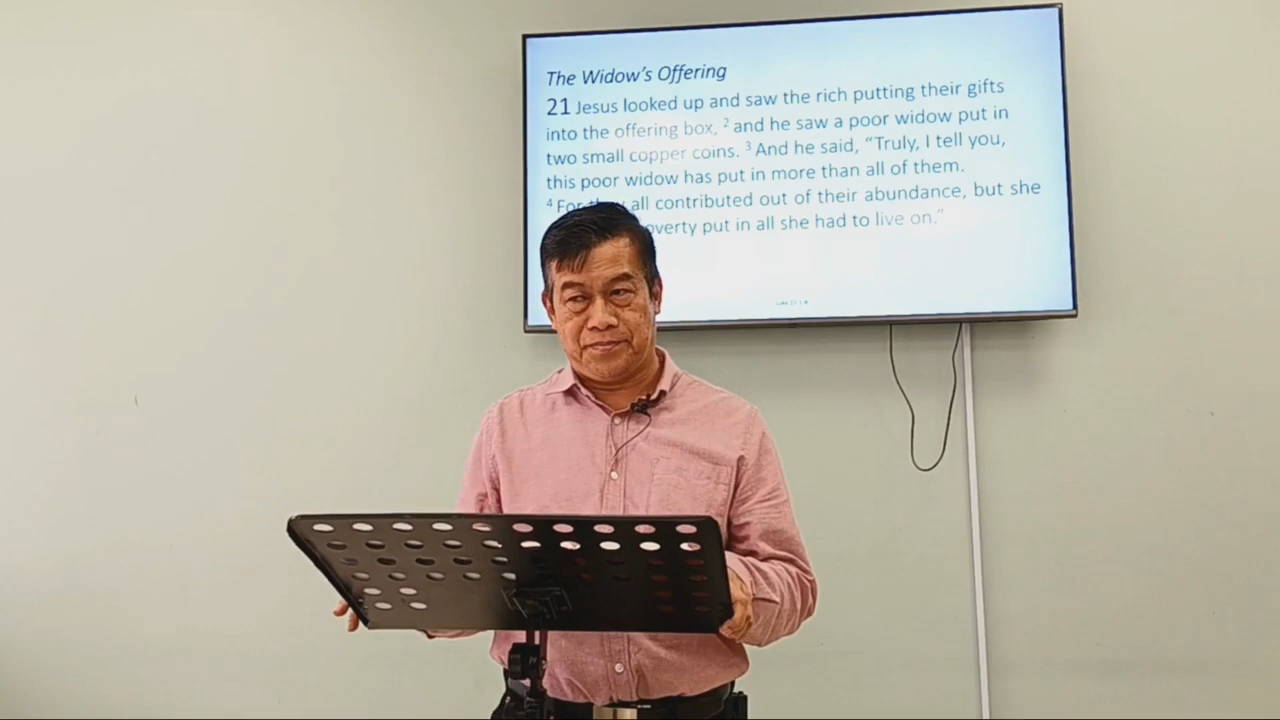 The Widow's Offering
21 Jesus looked up and saw the rich putting their gifts
into the offering box, 2 and he saw a poor widow put in
two small copper coins. 3 And he said, "Truly, I tell you,
this poor widow has put in more than all of them.
4 For they all contributed out of their abundance, but she
poverty put in all she had to live on."